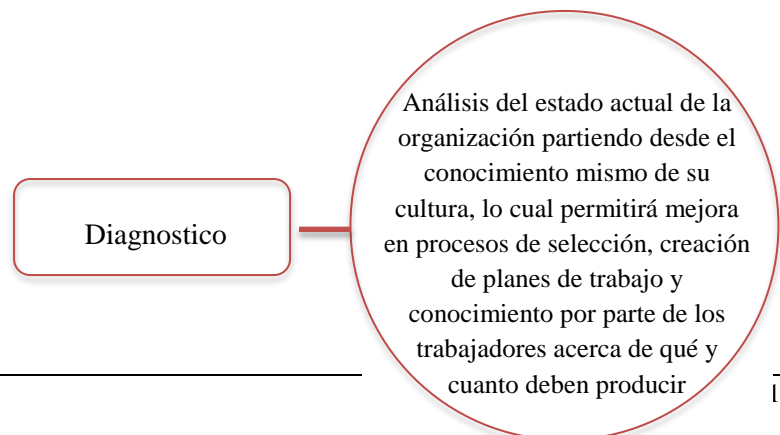 Diagnostico
Análisis del estado actual de la
organización partiendo desde el
conocimiento mismo de su
cultura, lo cual permitirá mejora
en procesos de selección, creación
de planes de trabajo y
conocimiento por parte de los
trabajadores acerca de qué y
cuanto deben producir